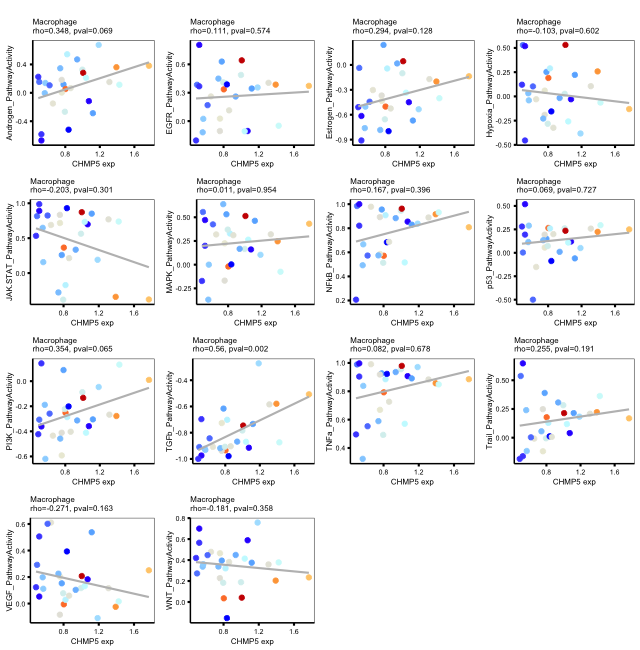 Macrophage
rho=0.348, pval=0.069
Androgen_PathwayActivity
0.4
0.0
-0.4
0.8
1.2
1.6
CHMP5 exp
Macrophage
rho=0.111, pval=0.574
EGFR_PathwayActivity
0.6
0.3
0.0
0.8
1.2
1.6
CHMP5 exp
Macrophage
rho=0.294, pval=0.128
Estrogen_PathwayActivity
0.0
-0.3
-0.6
-0.9
0.8
1.2
1.6
CHMP5 exp
Macrophage
rho=-0.103, pval=0.602
Hypoxia_PathwayActivity
0.50
0.25
0.00
-0.25
-0.50
0.8
1.2
1.6
CHMP5 exp
Macrophage
rho=-0.203, pval=0.301
JAK.STAT_PathwayActivity
1.0
0.5
0.0
0.8
1.2
1.6
CHMP5 exp
Macrophage
rho=0.011, pval=0.954
MAPK_PathwayActivity
0.50
0.25
0.00
-0.25
0.8
1.2
1.6
CHMP5 exp
Macrophage
rho=0.167, pval=0.396
NFkB_PathwayActivity
1.0
0.8
0.6
0.4
0.2
0.8
1.2
1.6
CHMP5 exp
Macrophage
rho=0.069, pval=0.727
p53_PathwayActivity
0.50
0.25
0.00
-0.25
-0.50
0.8
1.2
1.6
CHMP5 exp
Macrophage
rho=0.354, pval=0.065
PI3K_PathwayActivity
0.0
-0.2
-0.4
-0.6
0.8
1.2
1.6
CHMP5 exp
Macrophage
rho=0.56, pval=0.002
TGFb_PathwayActivity
-0.4
-0.6
-0.8
-1.0
0.8
1.2
1.6
CHMP5 exp
Macrophage
rho=0.082, pval=0.678
TNFa_PathwayActivity
1.0
0.8
0.6
0.4
0.8
1.2
1.6
CHMP5 exp
Macrophage
rho=0.255, pval=0.191
Trail_PathwayActivity
0.50
0.25
0.00
0.8
1.2
1.6
CHMP5 exp
Macrophage
rho=-0.271, pval=0.163
VEGF_PathwayActivity
0.6
0.4
0.2
0.0
0.8
1.2
1.6
CHMP5 exp
Macrophage
rho=-0.181, pval=0.358
WNT_PathwayActivity
0.8
0.6
0.4
0.2
0.0
0.8
1.2
1.6
CHMP5 exp